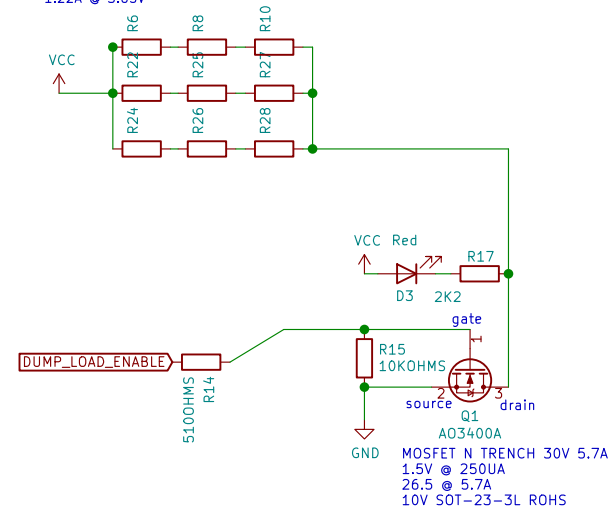 R6
R8
R10
VCC
R22
R25
R27
R24
R26
R28
VCC Red
R17
D3 2K2
gate
1
R15
10KOHMS
DUMP_LOAD_ENABLE
510OHMS
R14
2
3
source
drain
Q1
AO3400A
GND
MOSFET N TRENCH 30V 5.7A
1.5V @ 250UA
26.5 @ 5.7A
10V SOT-23-3L ROHS